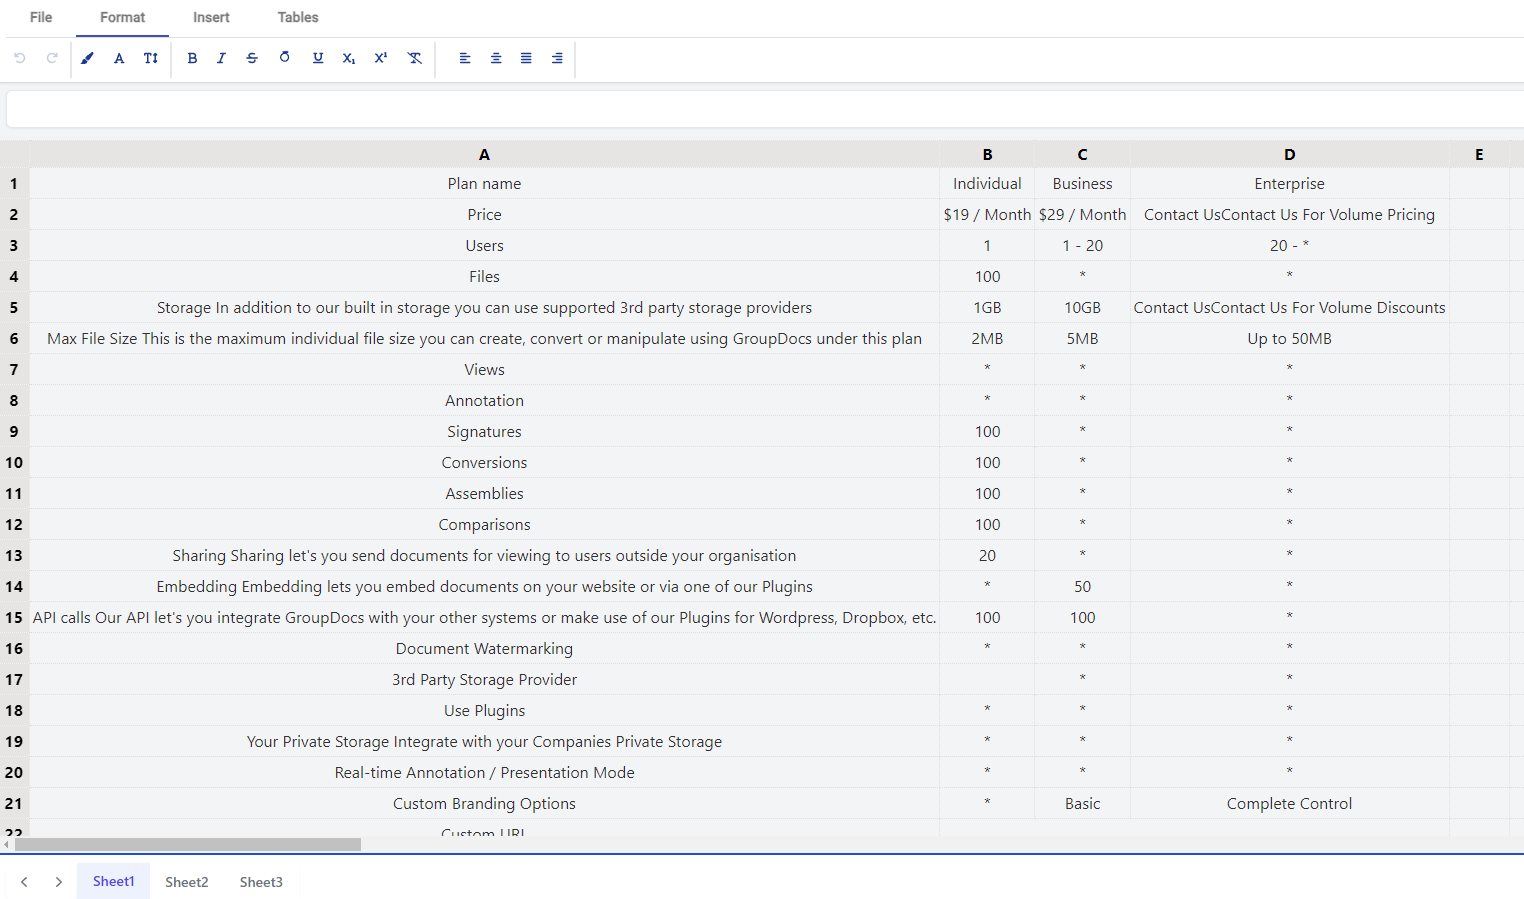 File Format Insert Tables
A B C D E
1 Plan name Individual Business Enterprise
2 Price $19 / Month $29 / Month Contact UsContact Us For Volume Pricing
3 Users 1 1 - 20 20 - *
4 Files 100 * *
5 Storage In addition to our built in storage you can use supported 3rd party storage providers 1GB 10GB Contact UsContact Us For Volume Discounts
6 Max File Size This is the maximum individual file size you can create, convert or manipulate using GroupDocs under this plan 2MB 5MB Up to 50MB
7 Views * * *
8 Annotation * * *
9 Signatures 100 * *
10 Conversions 100 * *
11 Assemblies 100 * *
12 Comparisons 100 * *
13 Sharing Sharing let's you send documents for viewing to users outside your organisation 20 * *
14 Embedding Embedding lets you embed documents on your website or via one of our Plugins * 50 *
15 API calls Our API let's you integrate GroupDocs with your other systems or make use of our Plugins for Wordpress, Dropbox, etc. 100 100 *
16 Document Watermarking * * *
17 3rd Party Storage Provider * *
18 Use Plugins * * *
19 Your Private Storage Integrate with your Companies Private Storage * * *
20 Real-time Annotation / Presentation Mode * * *
21 Custom Branding Options * Basic Complete Control
22 Custom URL
Sheet1 Sheet2 Sheet3